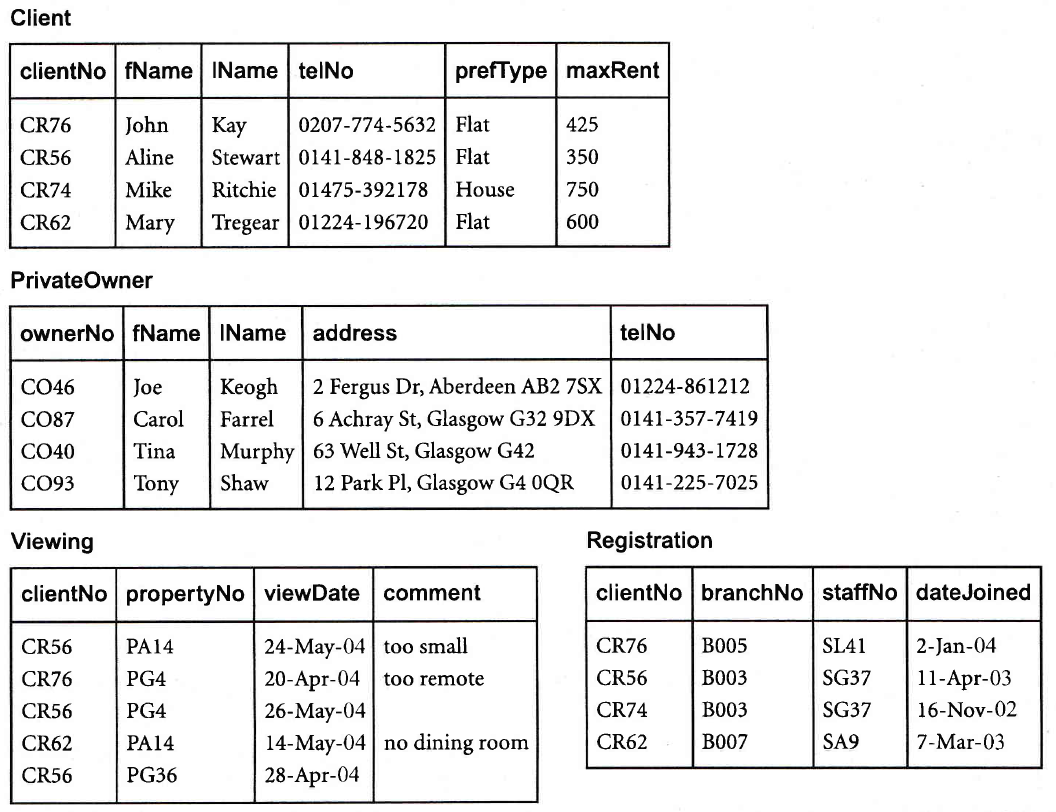 Client
clientNo fName lName telNo prefType maxRent
CR76 John Kay 0207-774-5632 Flat 425
CR56 Aline Stewart 0141-848-1825 Flat 350
CR74 Mike Ritchie 01475-392178 House 750
CR62 Mary Tregear 01224-196720 Flat 600
PrivateOwner
ownerNo fName lName address telNo
CO46 Joe Keogh 2 Fergus Dr, Aberdeen AB2 7SX 01224-861212
CO87 Carol Farrel 6 Achray St, Glasgow G32 9DX 0141-357-7419
CO40 Tina Murphy 63 Well St, Glasgow G42 0141-943-1728
CO93 Tony Shaw 12 Park Pl, Glasgow G4 0QR 0141-225-7025
Viewing
clientNo propertyNo viewDate comment
CR56 PA14 24-May-04 too small
CR76 PG4 20-Apr-04 too remote
CR56 PG4 26-May-04
CR62 PA14 14-May-04 no dining room
CR56 PG36 28-Apr-04
Registration
clientNo branchNo staffNo dateJoined
CR76 B005 SL41 2-Jan-04
CR56 B003 SG37 11-Apr-03
CR74 B003 SG37 16-Nov-02
CR62 B007 SA9 7-Mar-03